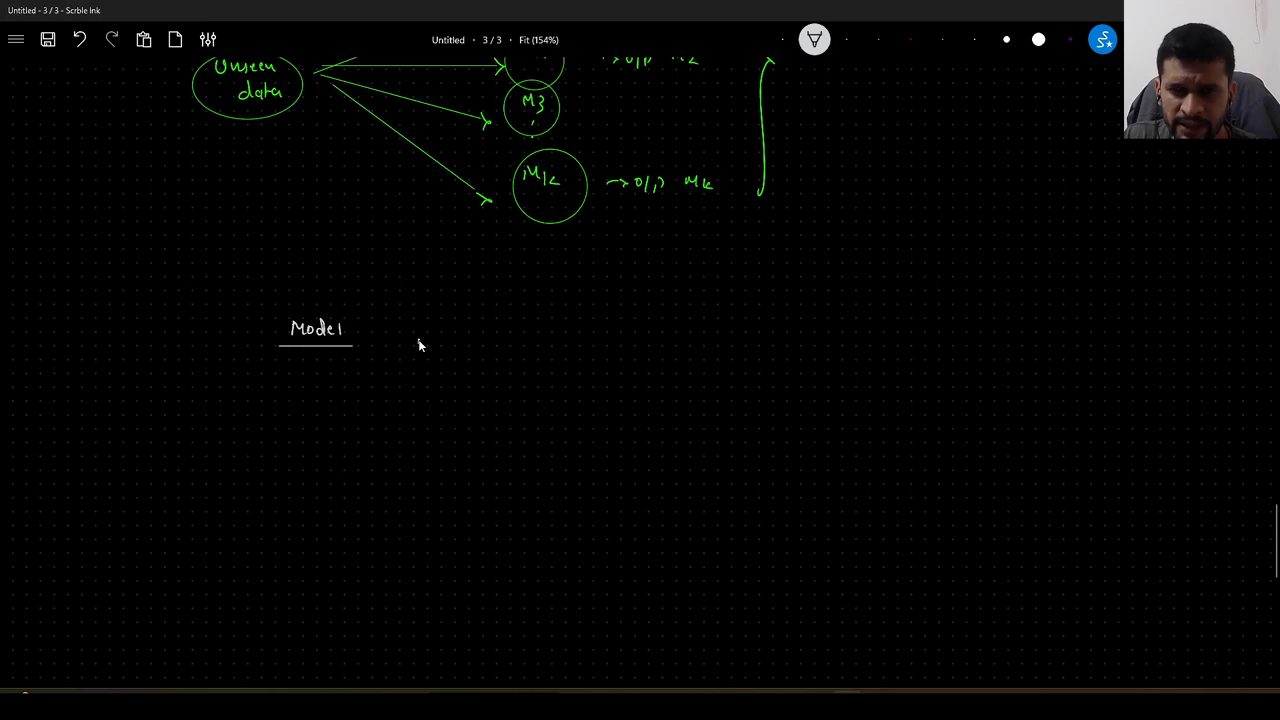 Untitled - 3 / 3 - Scrble Ink
Untitled • 3 / 3 • Fit (154%)
Unseen
data
M3
MK
→ O/P MK
Model